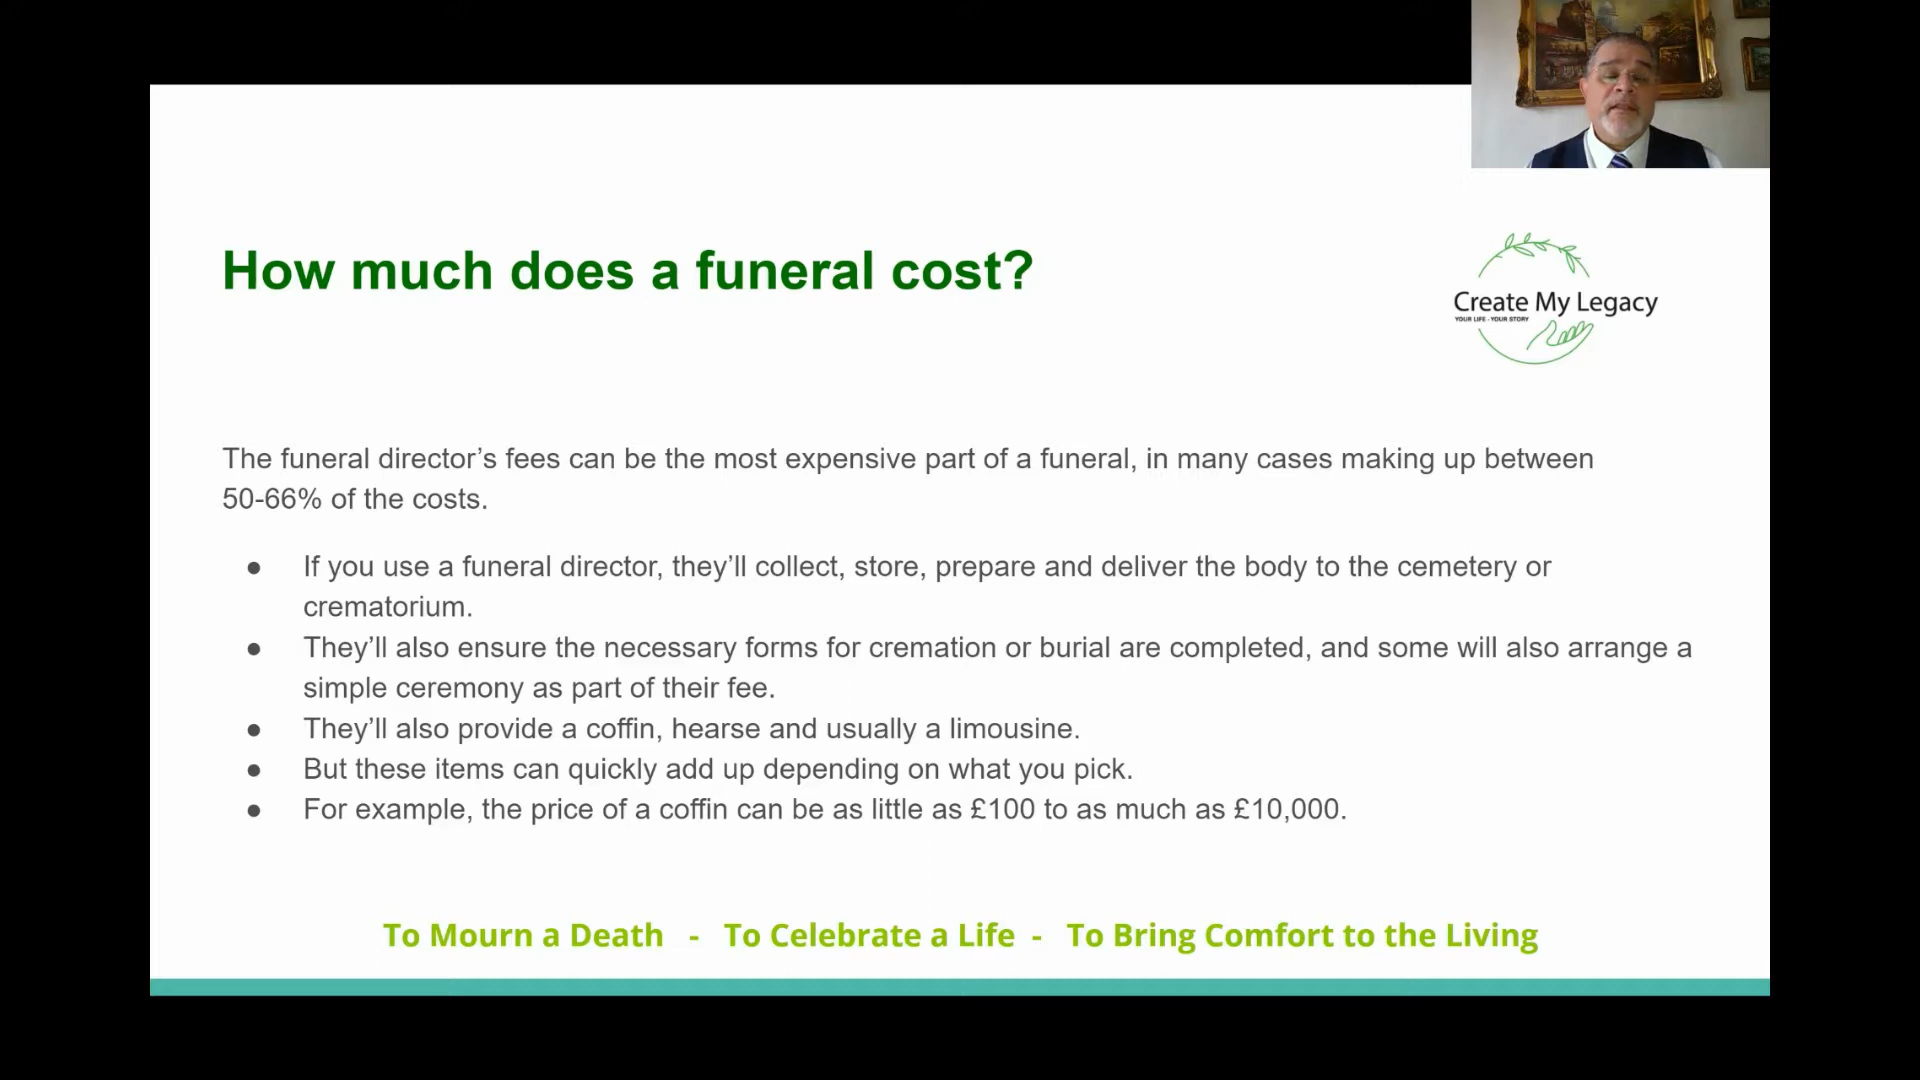 How much does a funeral cost?
Create My Legacy
YOUR LIFE - YOUR STORY
The funeral director’s fees can be the most expensive part of a funeral, in many cases making up between
50-66% of the costs.
● If you use a funeral director, they’ll collect, store, prepare and deliver the body to the cemetery or
crematorium.
● They’ll also ensure the necessary forms for cremation or burial are completed, and some will also arrange a
simple ceremony as part of their fee.
● They’ll also provide a coffin, hearse and usually a limousine.
● But these items can quickly add up depending on what you pick.
● For example, the price of a coffin can be as little as £100 to as much as £10,000.
To Mourn a Death - To Celebrate a Life - To Bring Comfort to the Living